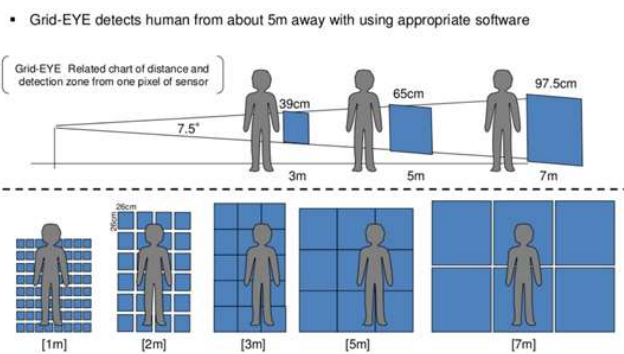 ▪ Grid-EYE detects human from about 5m away with using appropriate software
Grid-EYE Related chart of distance and
detection zone from one pixel of sensor
7.5°
39cm
65cm
97.5cm
3m
5m
7m
26cm
26cm
[1m]
[2m]
[3m]
[5m]
[7m]